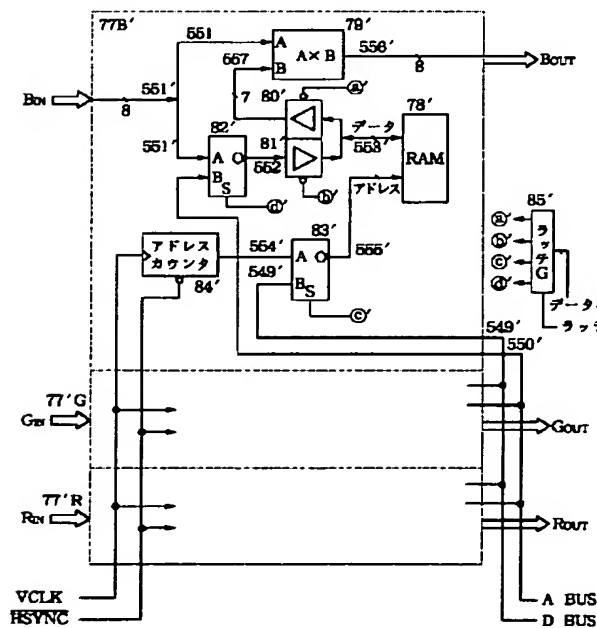 77B′
551
A
B
A×B
79′
556′
8
BOUT
557
7
80′
ⓐ′
78′
BIN
8
551′
82′
81′
データ
553′
RAM
551′
A
B
S
O
552
ⓑ′
アドレス
ⓓ′
83′
85′
ⓐ′
ⓑ′
ⓒ′
ⓓ′
ラッチG
アドレス
カウンタ
554′
549′
A
B
S
O
555′
84′
ⓒ′
データ
ラッチ
549′
550′
77′G
GIN
GOUT
77′R
RIN
ROUT
VCLK
HSYNC
A BUS
D BUS